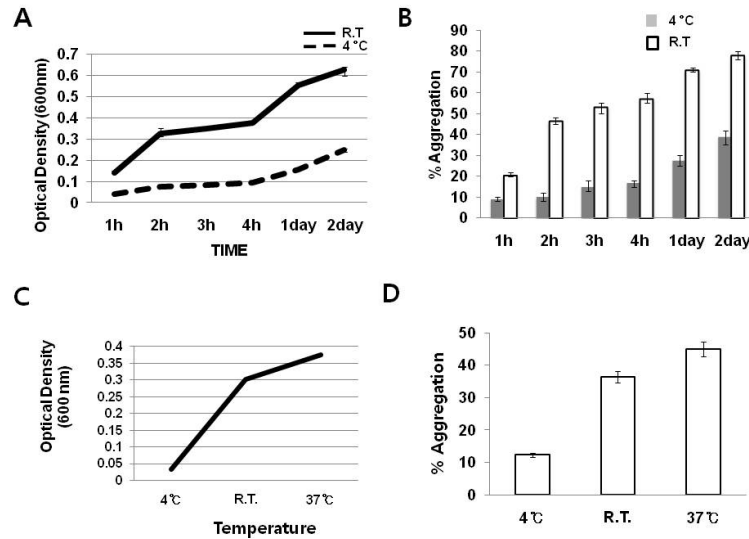 A
R.T
4 °C
Optical Density (600nm)
0.7
0.6
0.5
0.4
0.3
0.2
0.1
0
1h 2h 3h 4h 1day 2day
TIME
B
4 °C
R.T
% Aggregation
90
80
70
60
50
40
30
20
10
0
1h 2h 3h 4h 1day 2day
C
Optical Density
(600 nm)
0.4
0.35
0.3
0.25
0.2
0.15
0.1
0.05
0
4℃ R.T. 37℃
Temperature
D
% Aggregation
50
40
30
20
10
0
4℃ R.T. 37℃